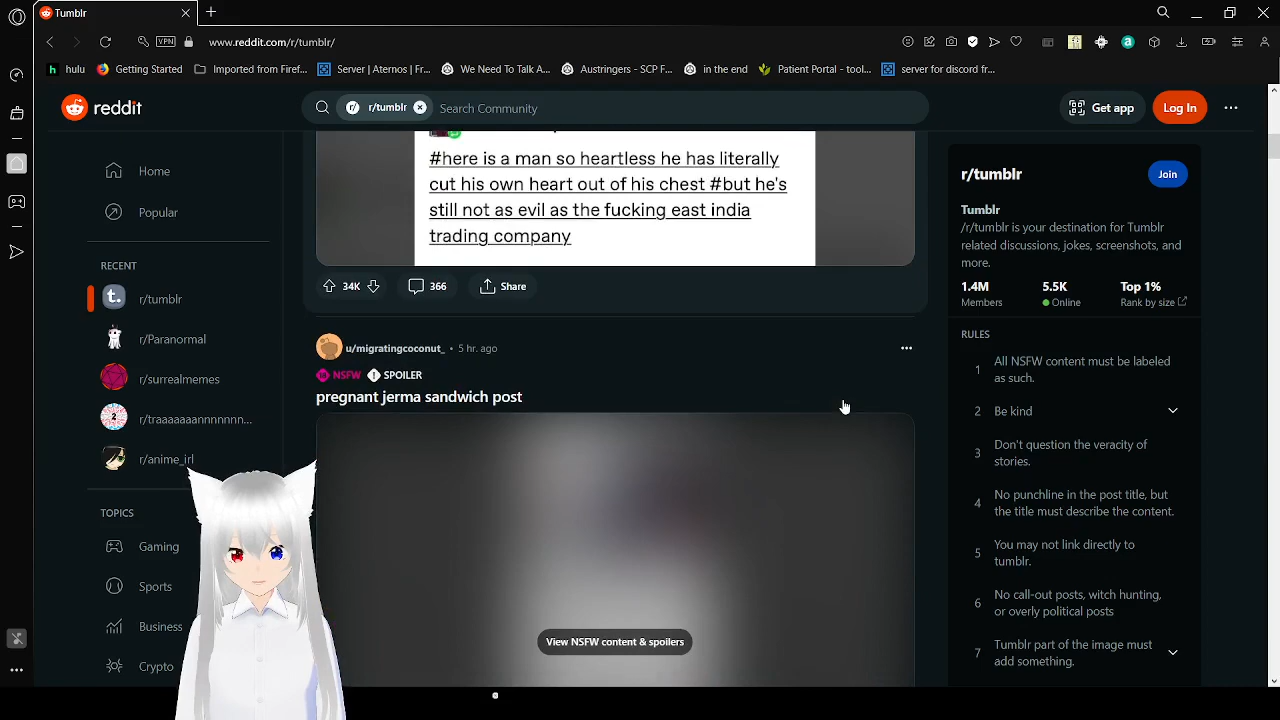 Tumblr
VPN
www.reddit.com/r/tumblr/
hulu
Getting Started
Imported from Firef...
Server | Aternos | Fr...
We Need To Talk A...
Austringers - SCP F...
in the end
Patient Portal - tool...
server for discord fr...
reddit
r/tumblr
Search Community
Get app
Log In
Home
Popular
RECENT
r/tumblr
r/Paranormal
r/surrealmemes
r/traaaaaaannnnnnn...
r/anime_irl
TOPICS
Gaming
Sports
Business
Crypto
#here is a man so heartless he has literally
cut his own heart out of his chest #but he's
still not as evil as the fucking east india
trading company
34K
366
Share
u/migratingcoconut_ • 5 hr. ago
NSFW SPOILER
pregnant jerma sandwich post
View NSFW content & spoilers
r/tumblr
Join
Tumblr
/r/tumblr is your destination for Tumblr
related discussions, jokes, screenshots, and
more.
1.4M 5.5K Top 1%
Members Online Rank by size
RULES
1 All NSFW content must be labeled
as such.
2 Be kind
3 Don't question the veracity of
stories.
4 No punchline in the post title, but
the title must describe the content.
5 You may not link directly to
tumblr.
6 No call-out posts, witch hunting,
or overly political posts
7 Tumblr part of the image must
add something.